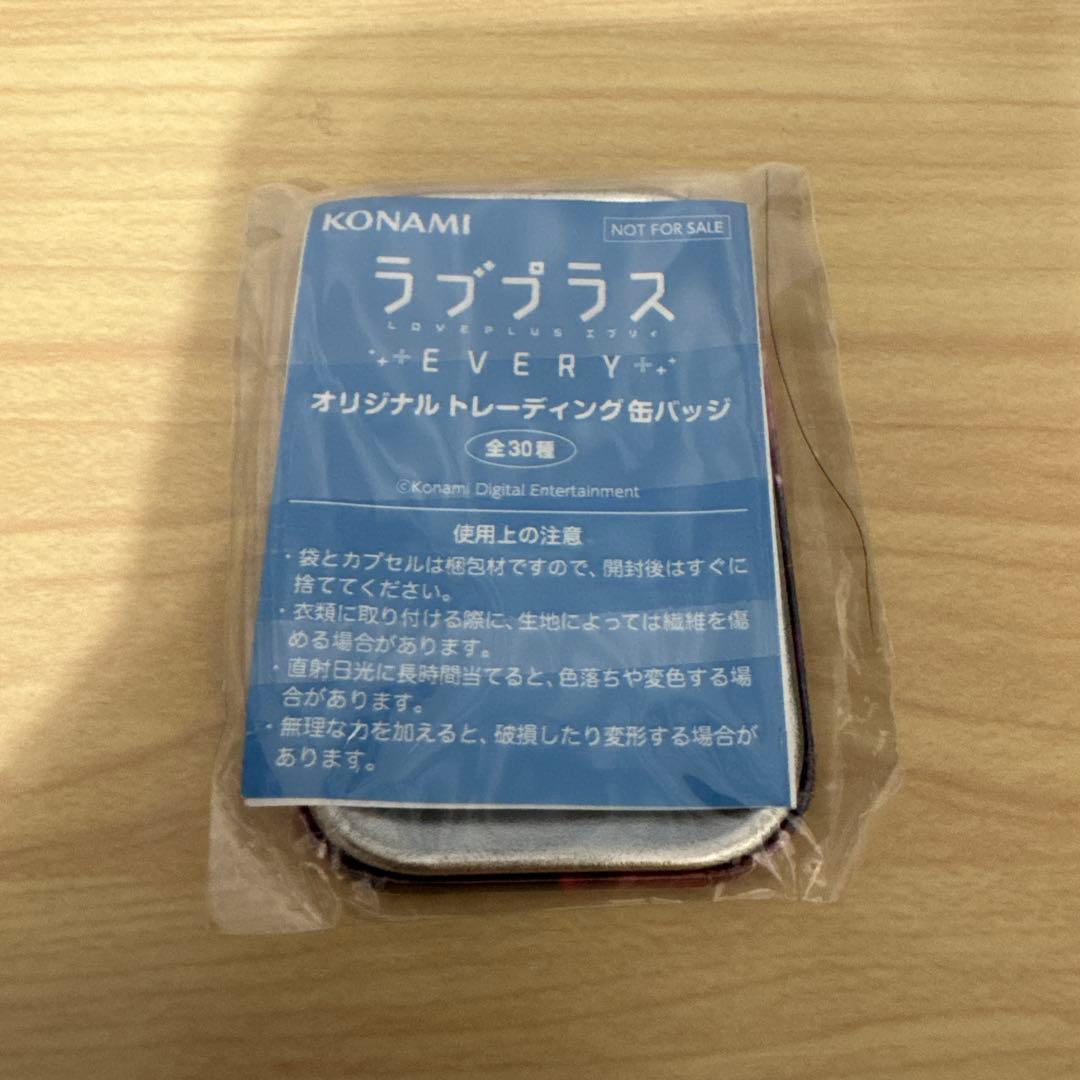 KONAMI
NOT FOR SALE
ラブプラス
LOVEPLUS エブリィ
EVERY
オリジナル トレーディング 缶バッジ
全30種
©Konami Digital Entertainment
使用上の注意
・袋とカプセルは梱包材ですので、開封後はすぐに
捨ててください。
・衣類に取り付ける際に、生地によっては繊維を傷
める場合があります。
・直射日光に長時間当てると、色落ちや変色する場
合があります。
・無理な力を加えると、破損したり変形する場合が
あります。